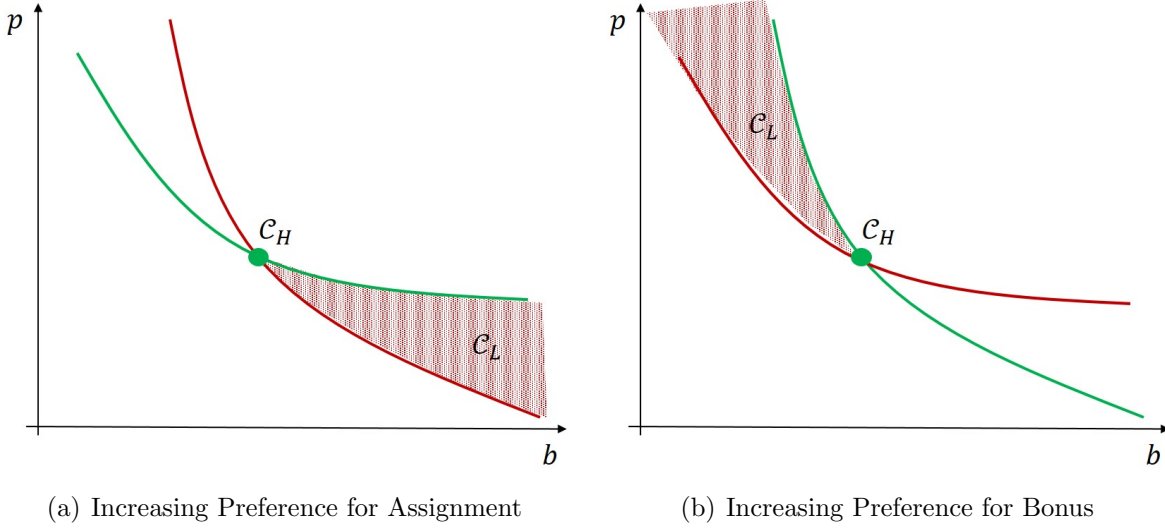 p
𝒞_H
𝒞_L
b
(a) Increasing Preference for Assignment
p
𝒞_L
𝒞_H
b
(b) Increasing Preference for Bonus